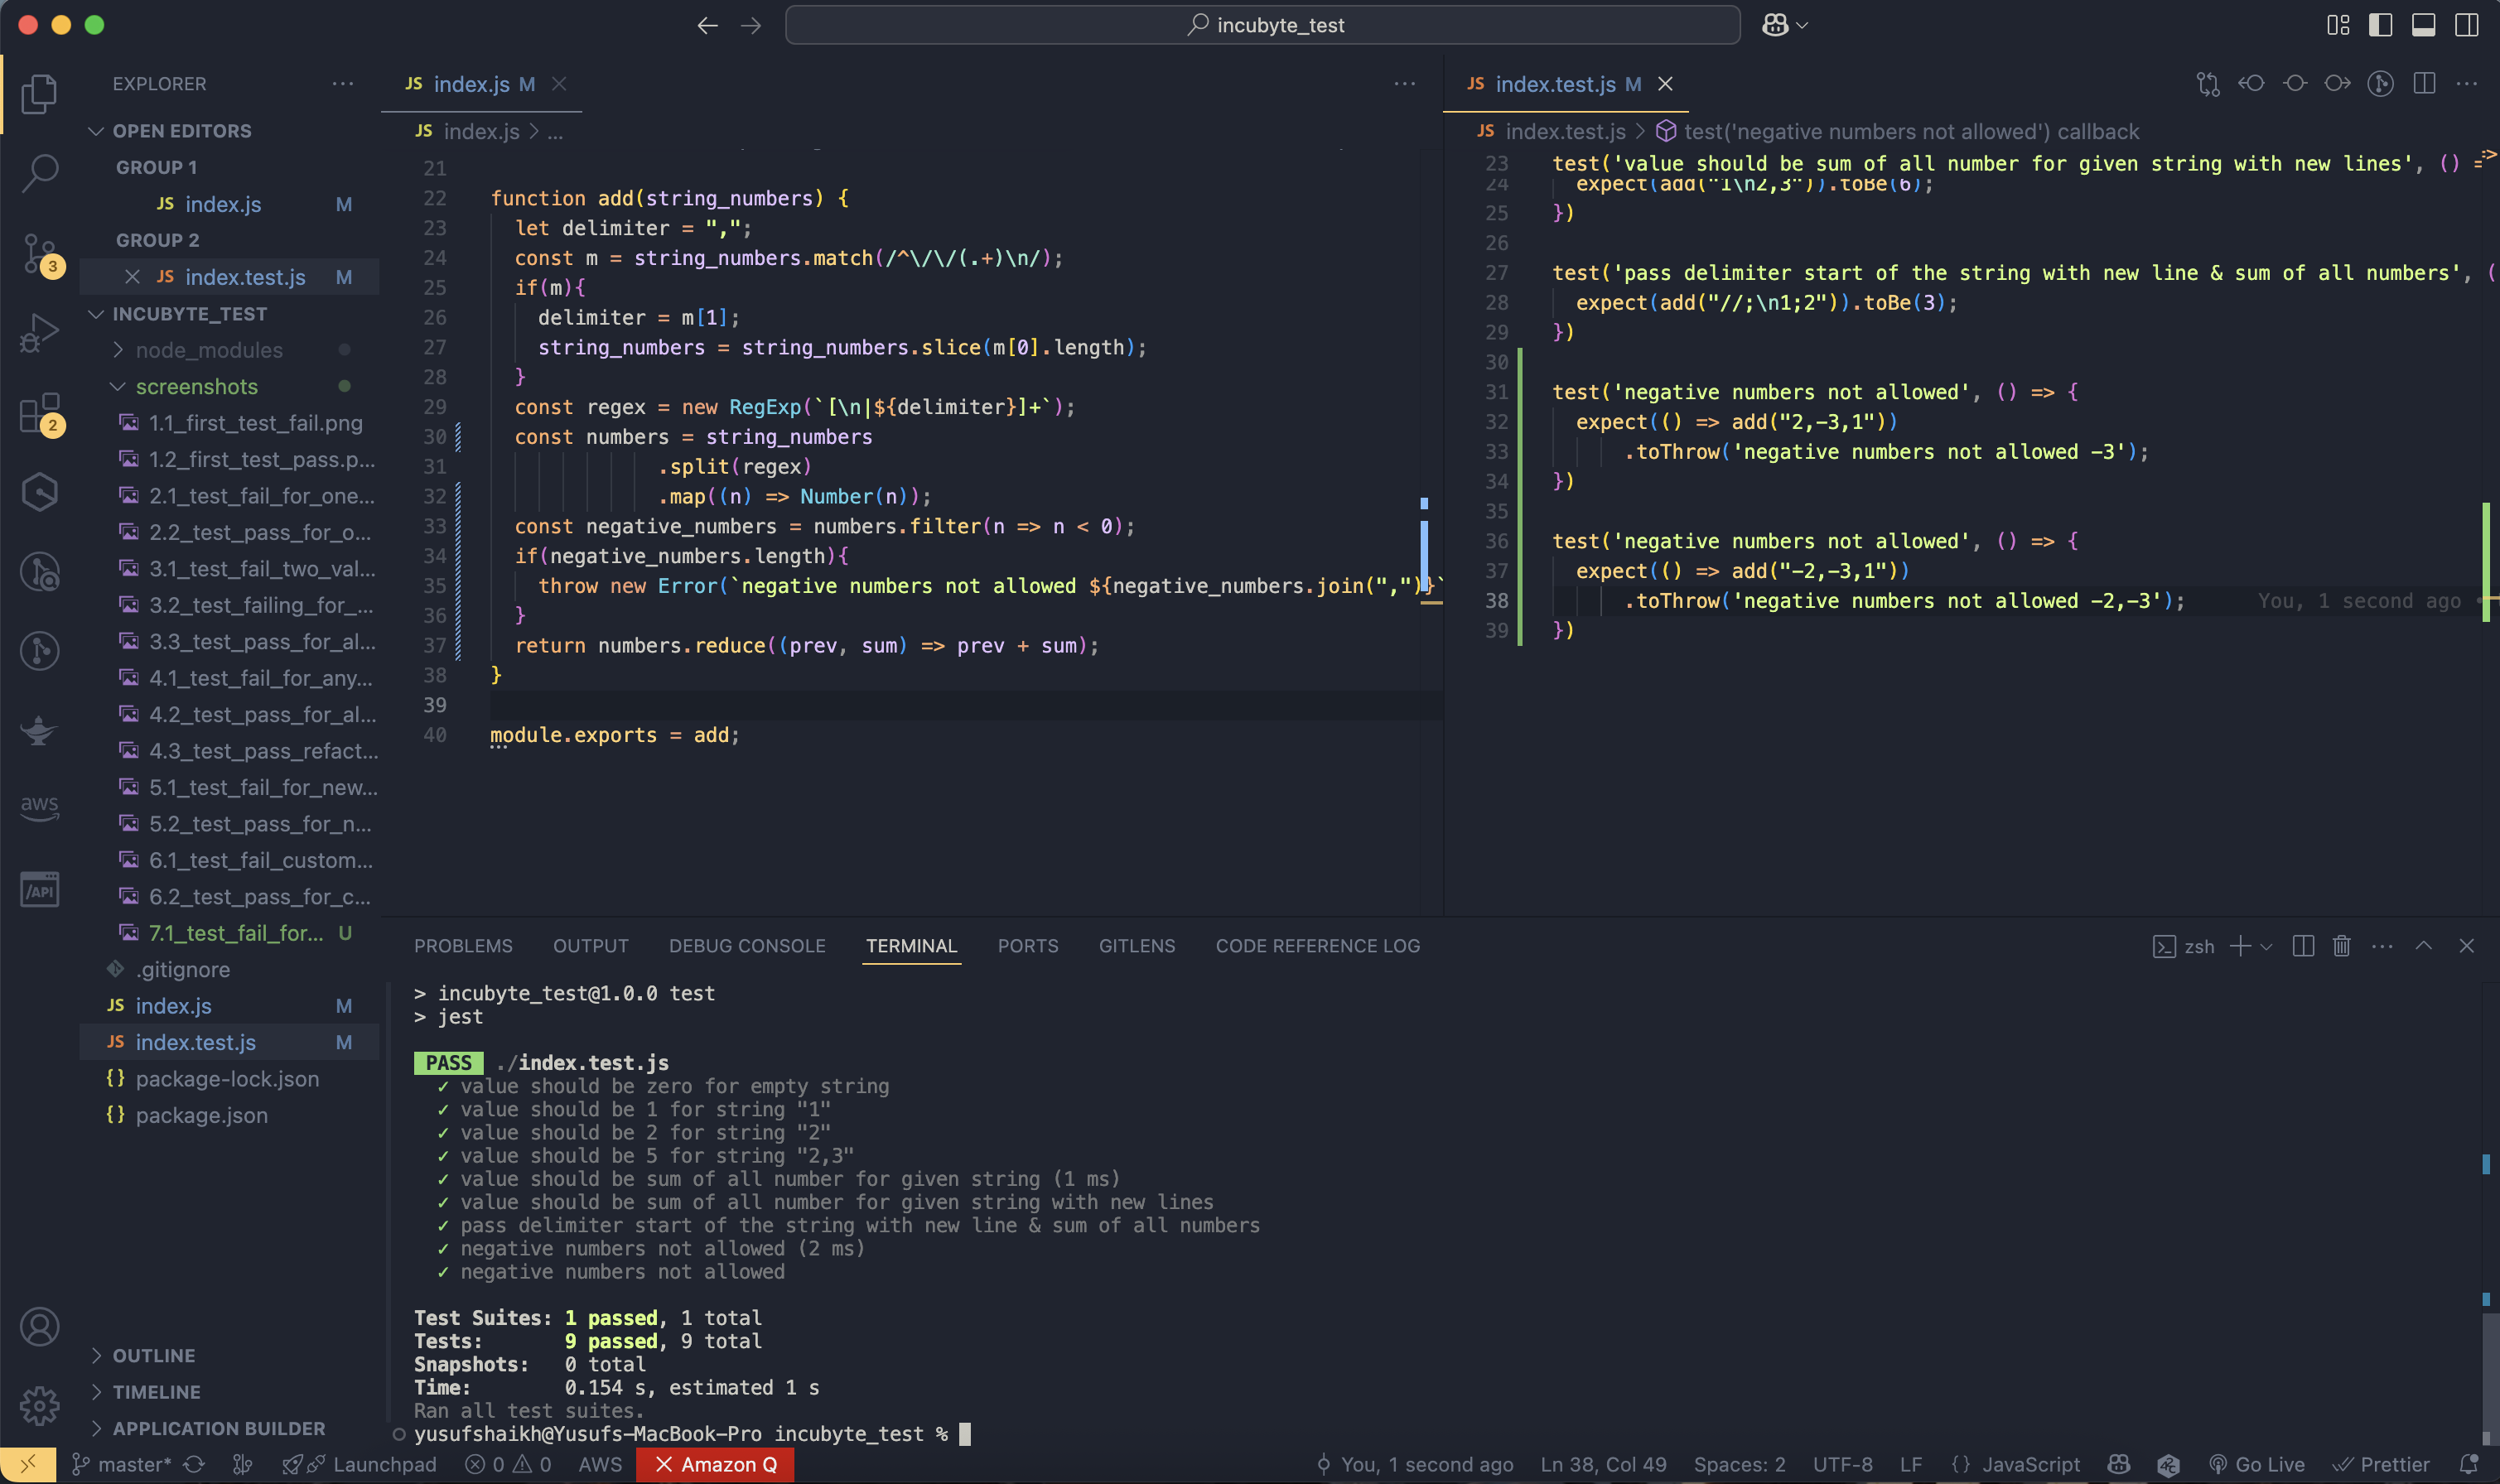 incubyte_test
EXPLORER
OPEN EDITORS
GROUP 1
JS index.js M
GROUP 2
JS index.test.js M
INCUBYTE_TEST
node_modules
screenshots
1.1_first_test_fail.png
1.2_first_test_pass.p...
2.1_test_fail_for_one...
2.2_test_pass_for_o...
3.1_test_fail_two_val...
3.2_test_failing_for_...
3.3_test_pass_for_al...
4.1_test_fail_for_any...
4.2_test_pass_for_al...
4.3_test_pass_refact...
5.1_test_fail_for_new...
5.2_test_pass_for_n...
6.1_test_fail_custom...
6.2_test_pass_for_c...
7.1_test_fail_for... U
.gitignore
JS index.js M
JS index.test.js M
{} package-lock.json
{} package.json
OUTLINE
TIMELINE
APPLICATION BUILDER
3
2
aws
/API
JS index.js M
JS index.js > ...
21
22 function add(string_numbers) {
23 let delimiter = ",";
24 const m = string_numbers.match(/^\/\/(.+)\n/);
25 if(m){
26 delimiter = m[1];
27 string_numbers = string_numbers.slice(m[0].length);
28 }
29 const regex = new RegExp(`[\n|${delimiter}]+`);
30 const numbers = string_numbers
31 .split(regex)
32 .map((n) => Number(n));
33 const negative_numbers = numbers.filter(n => n < 0);
34 if(negative_numbers.length){
35 throw new Error(`negative numbers not allowed ${negative_numbers.join(",")}`
36 }
37 return numbers.reduce((prev, sum) => prev + sum);
38 }
39
40 module.exports = add;
JS index.test.js M
JS index.test.js > test('negative numbers not allowed') callback
23 test('value should be sum of all number for given string with new lines', () =>
24 expect(add("1\n2,3")).toBe(6);
25 })
26
27 test('pass delimiter start of the string with new line & sum of all numbers', (
28 expect(add("//;\n1;2")).toBe(3);
29 })
30
31 test('negative numbers not allowed', () => {
32 expect(() => add("2,-3,1"))
33 .toThrow('negative numbers not allowed -3');
34 })
35
36 test('negative numbers not allowed', () => {
37 expect(() => add("-2,-3,1"))
38 .toThrow('negative numbers not allowed -2,-3'); You, 1 second ago
39 })
PROBLEMS OUTPUT DEBUG CONSOLE TERMINAL PORTS GITLENS CODE REFERENCE LOG
zsh
> incubyte_test@1.0.0 test
> jest
PASS ./index.test.js
✓ value should be zero for empty string
✓ value should be 1 for string "1"
✓ value should be 2 for string "2"
✓ value should be 5 for string "2,3"
✓ value should be sum of all number for given string (1 ms)
✓ value should be sum of all number for given string with new lines
✓ pass delimiter start of the string with new line & sum of all numbers
✓ negative numbers not allowed (2 ms)
✓ negative numbers not allowed
Test Suites: 1 passed, 1 total
Tests: 9 passed, 9 total
Snapshots: 0 total
Time: 0.154 s, estimated 1 s
Ran all test suites.
yusufshaikh@Yusufs-MacBook-Pro incubyte_test %
master* Launchpad 0 0 AWS Amazon Q You, 1 second ago Ln 38, Col 49 Spaces: 2 UTF-8 LF {} JavaScript Go Live Prettier